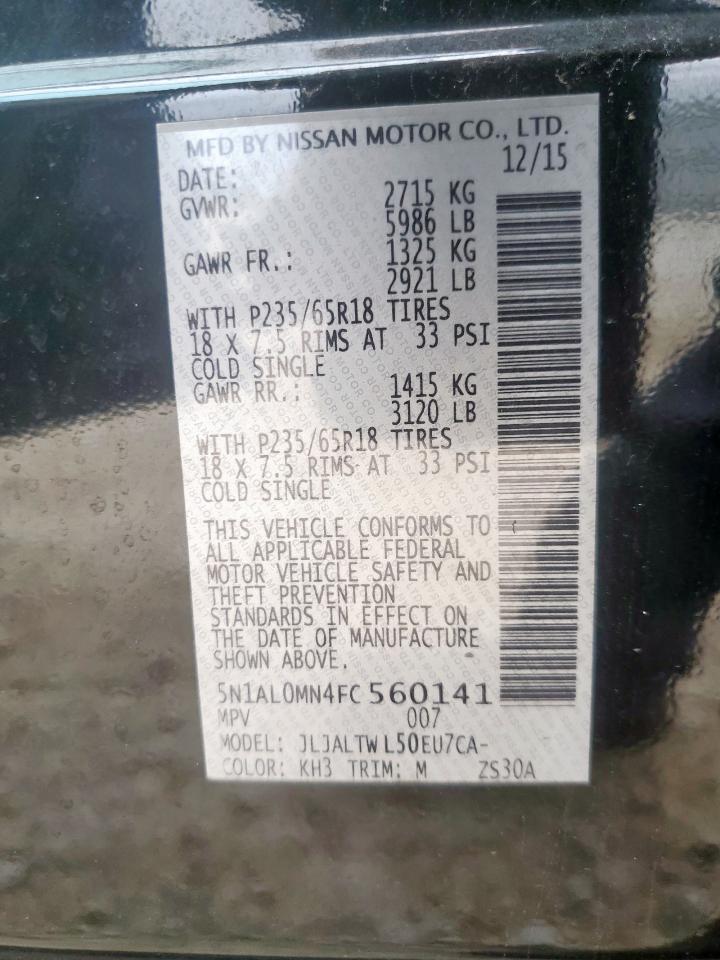 MFD BY NISSAN MOTOR CO., LTD.
DATE: 12/15
GVWR: 2715 KG
5986 LB
GAWR FR.: 1325 KG
2921 LB
WITH P235/65R18 TIRES
18 X 7.5 RIMS AT 33 PSI
COLD SINGLE
GAWR RR.: 1415 KG
3120 LB
WITH P235/65R18 TIRES
18 X 7.5 RIMS AT 33 PSI
COLD SINGLE
THIS VEHICLE CONFORMS TO
ALL APPLICABLE FEDERAL
MOTOR VEHICLE SAFETY AND
THEFT PREVENTION
STANDARDS IN EFFECT ON
THE DATE OF MANUFACTURE
SHOWN ABOVE.
5N1AL0MN4FC560141
MPV 007
MODEL: JLJALTWL50EU7CA-
COLOR: KH3 TRIM: M ZS30A